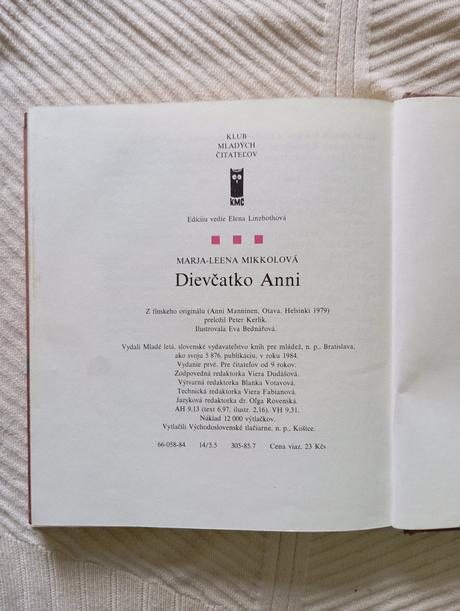 KLUB
MLADÝCH
ČITATEĽOV
KMC
Edíciu vedie Elena Linzbothová
MARJA-LEENA MIKKOLOVÁ
Dievčatko Anni
Z fínskeho originálu (Anni Manninen, Otava, Helsinki 1979)
preložil Peter Kerlik.
Ilustrovala Eva Bednářová.
Vydali Mladé letá, slovenské vydavateľstvo kníh pre mládež, n. p., Bratislava,
ako svoju 5 876. publikáciu, v roku 1984.
Vydanie prvé. Pre čitateľov od 9 rokov.
Zodpovedná redaktorka Viera Dudášová.
Výtvarná redaktorka Blanka Votavová.
Technická redaktorka Viera Fabianová.
Jazyková redaktorka dr. Oľga Rovenská.
AH 9,13 (text 6,97, ilustr. 2,16). VH 9,31.
Náklad 12 000 výtlačkov.
Vytlačili Východoslovenské tlačiarne, n. p., Košice.
66-058-84 14/5.5 305-85.7 Cena viaz. 23 Kčs